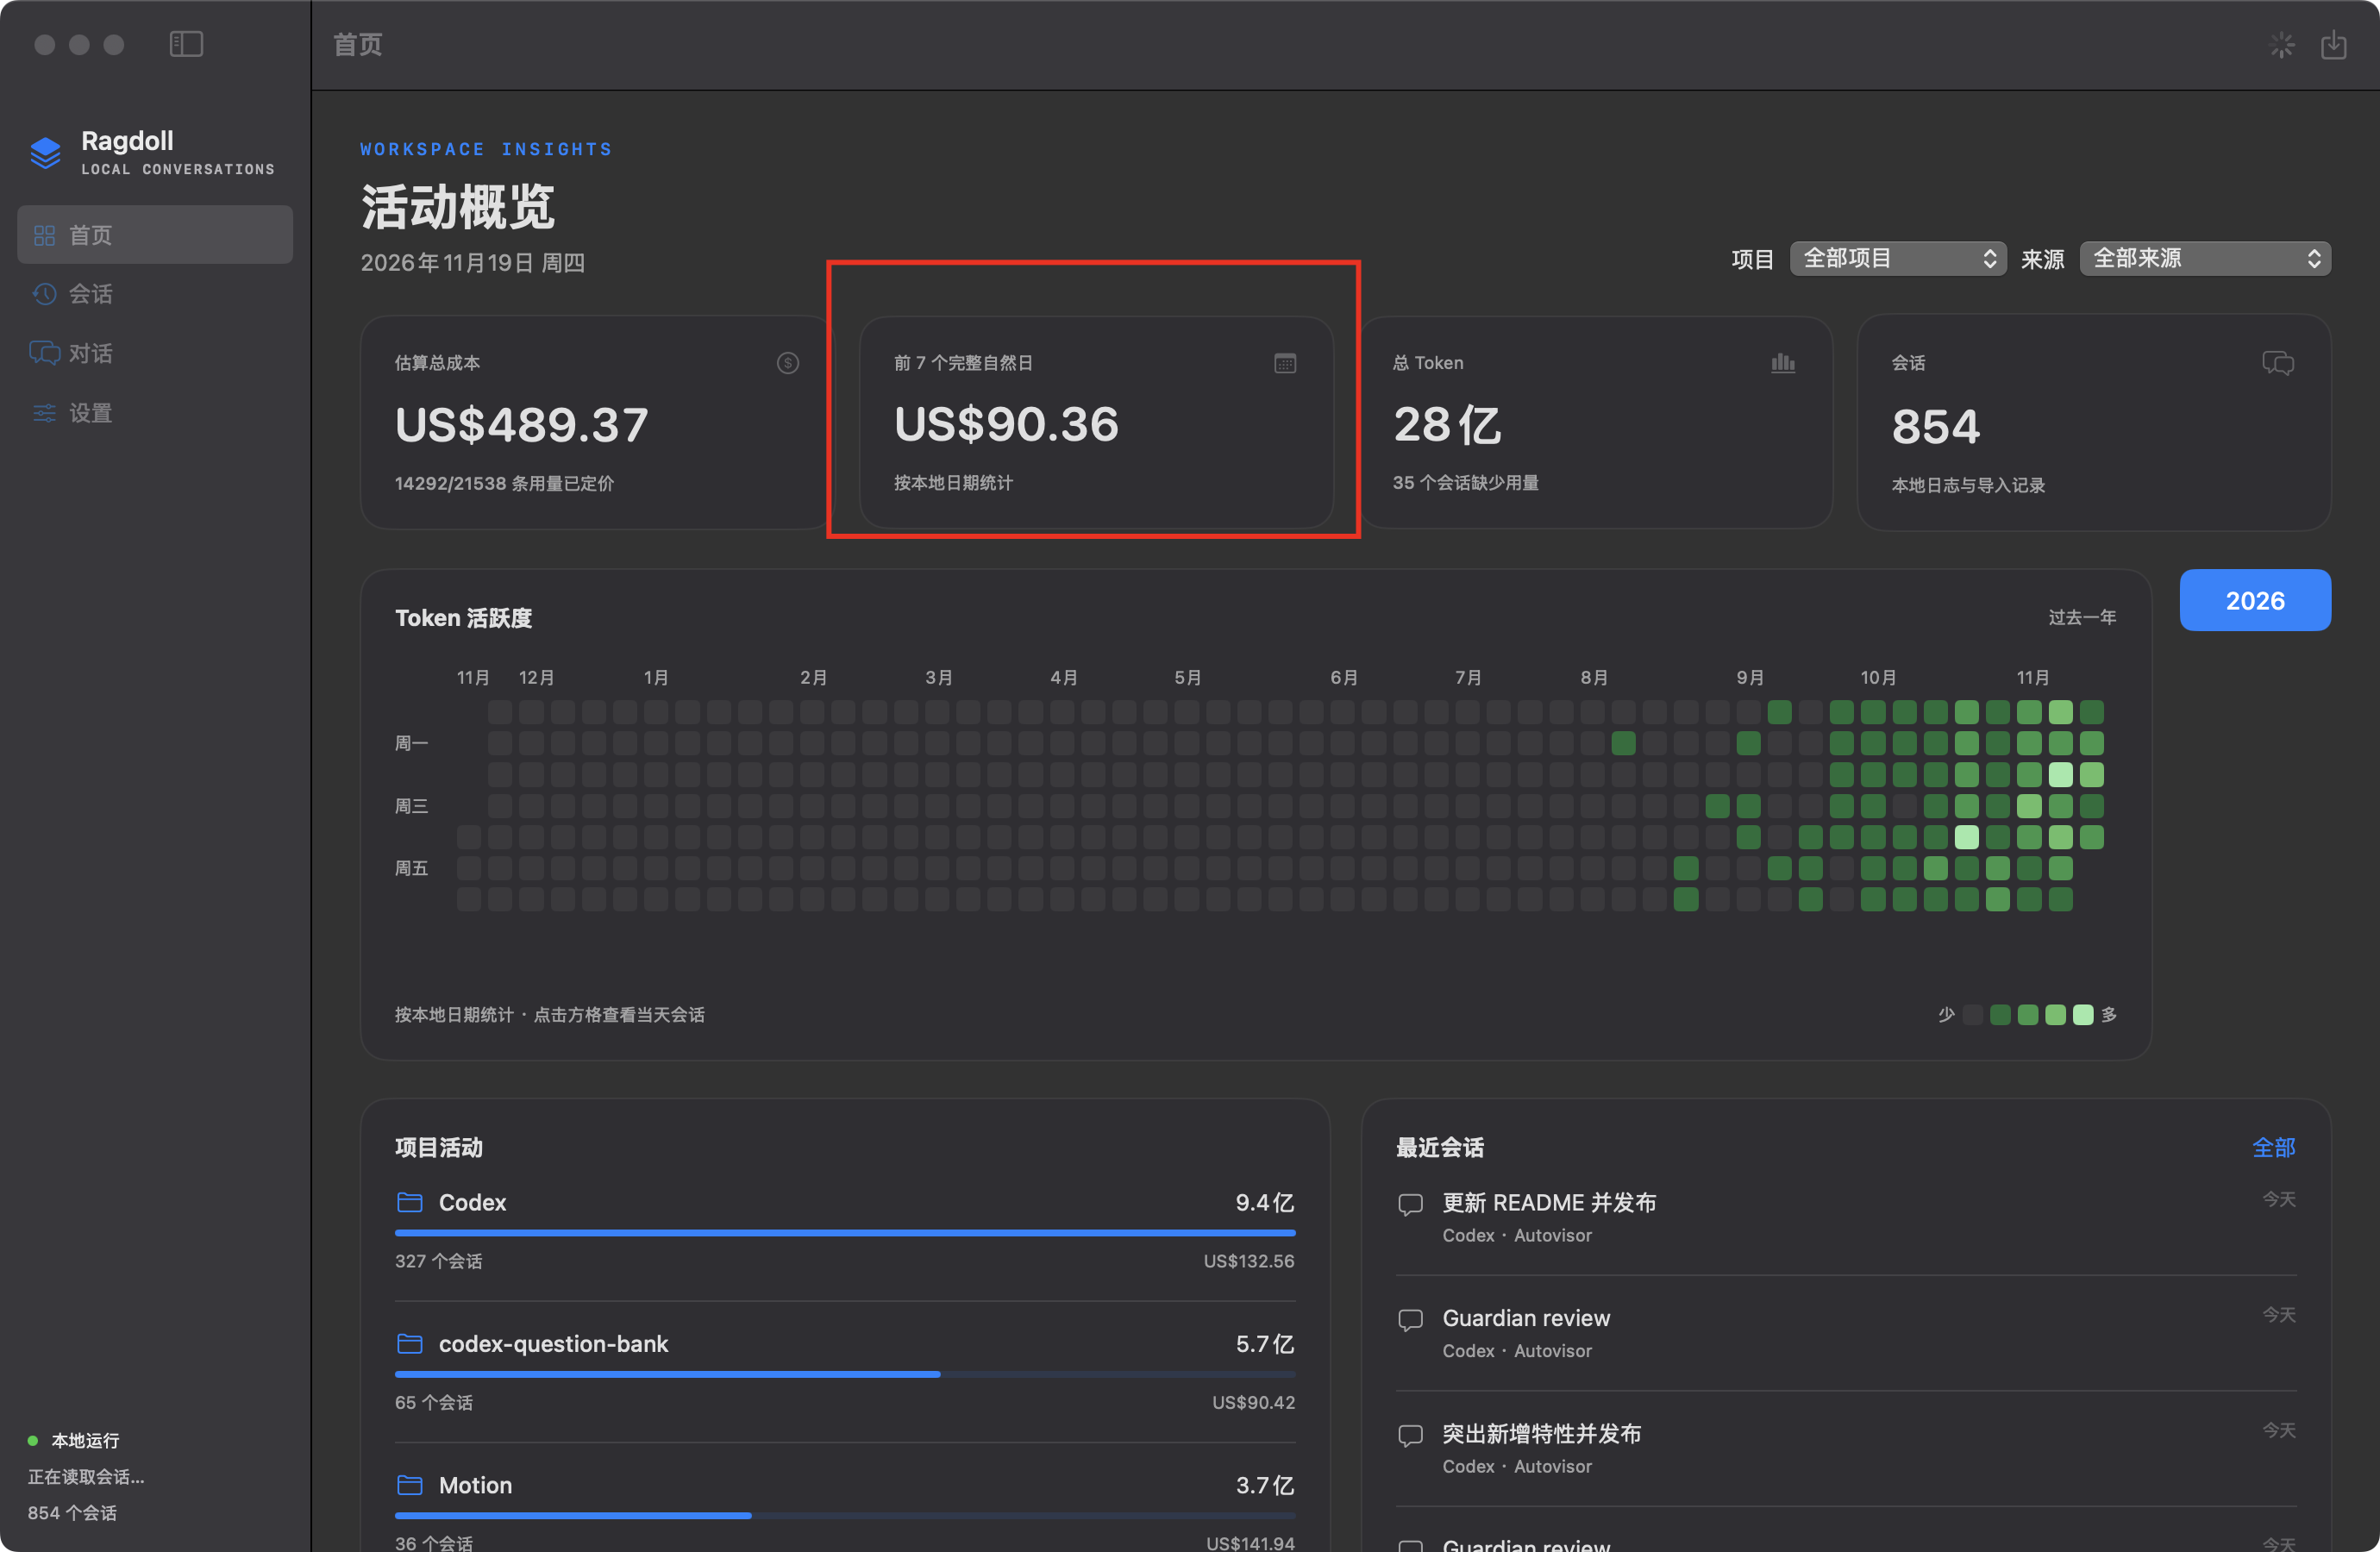 首页
Ragdoll
LOCAL CONVERSATIONS
首页
会话
对话
设置
本地运行
正在读取会话...
854 个会话
WORKSPACE INSIGHTS
活动概览
2026年11月19日 周四
项目 全部项目 来源 全部来源
估算总成本
US$489.37
14292/21538 条用量已定价
前 7 个完整自然日
US$90.36
按本地日期统计
总 Token
28亿
35 个会话缺少用量
会话
854
本地日志与导入记录
Token 活跃度
过去一年
2026
11月 12月 1月 2月 3月 4月 5月 6月 7月 8月 9月 10月 11月
周一
周三
周五
按本地日期统计 · 点击方格查看当天会话
少 多
项目活动
Codex 9.4亿
327 个会话 US$132.56
codex-question-bank 5.7亿
65 个会话 US$90.42
Motion 3.7亿
36 个会话 US$141.94
最近会话 全部
更新 README 并发布 今天
Codex · Autovisor
Guardian review 今天
Codex · Autovisor
突出新增特性并发布 今天
Codex · Autovisor
Guardian review 今天